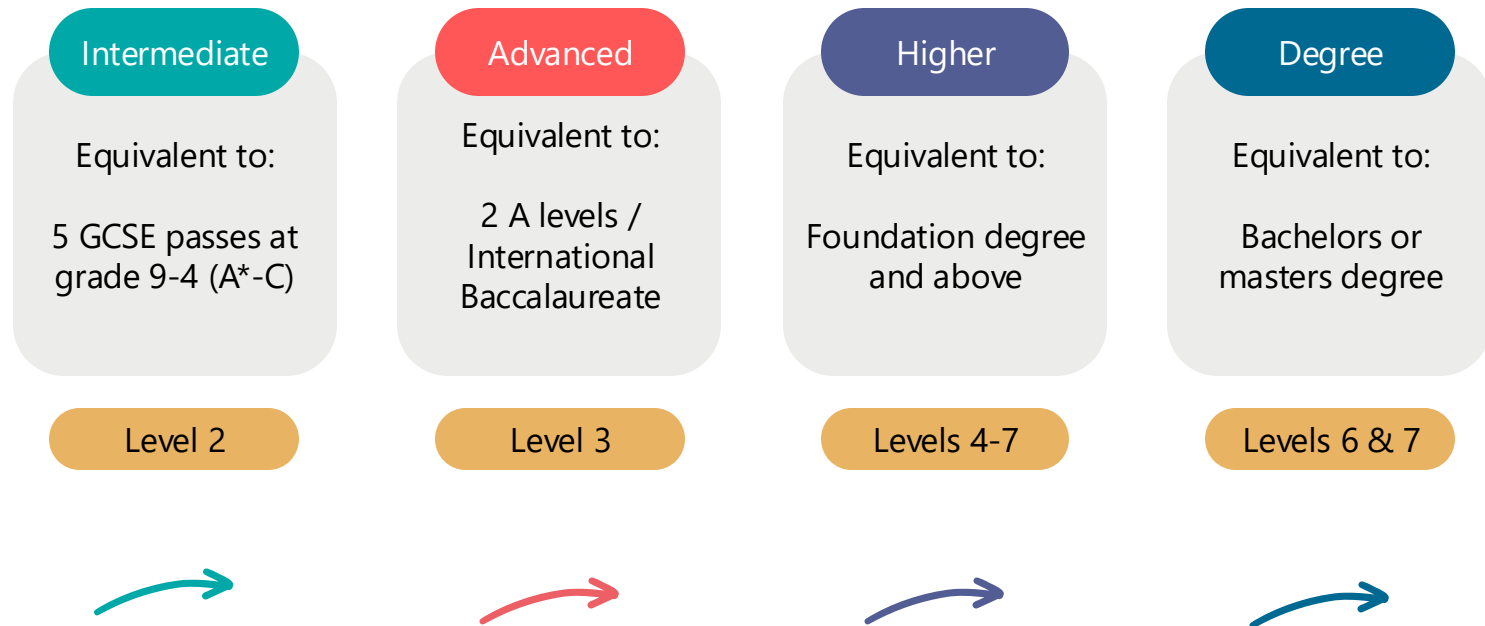 Intermediate
Equivalent to:
5 GCSE passes at
grade 9-4 (A*-C)
Level 2
Advanced
Equivalent to:
2 A levels /
International
Baccalaureate
Level 3
Higher
Equivalent to:
Foundation degree
and above
Levels 4-7
Degree
Equivalent to:
Bachelors or
masters degree
Levels 6 & 7